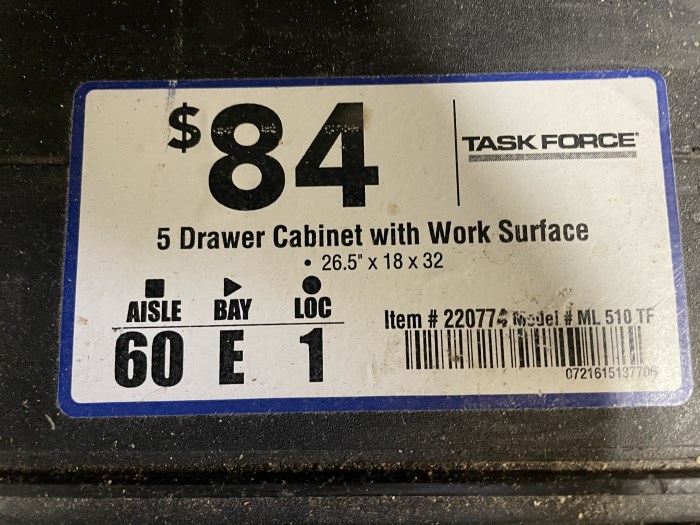 $84
TASK FORCE
5 Drawer Cabinet with Work Surface
• 26.5" x 18 x 32
AISLE BAY LOC
60 E 1
Item # 220774 Model # ML 510 TF